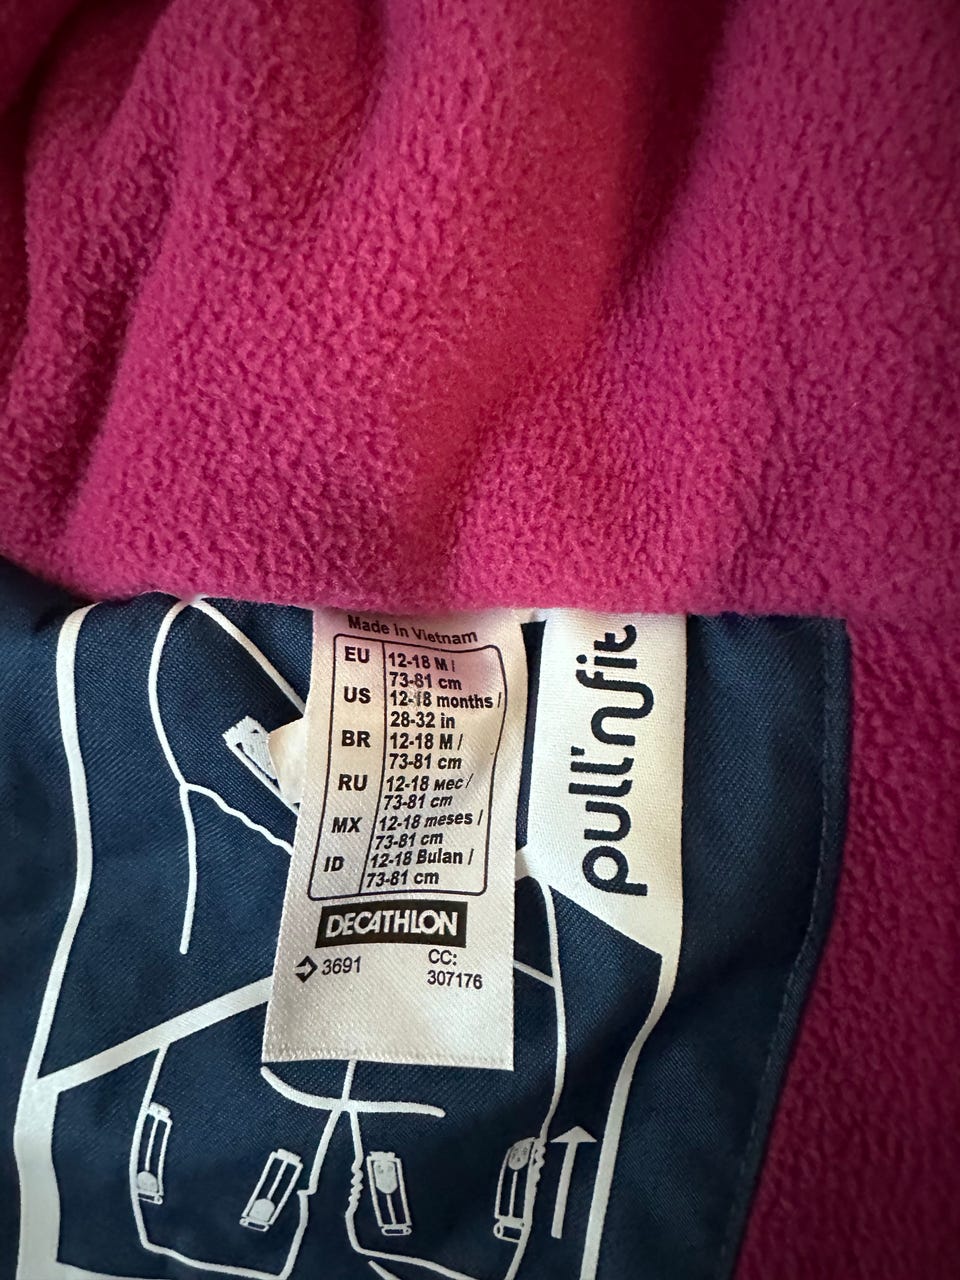 Made in Vietnam
EU 12-18 M /
73-81 cm
US 12-18 months /
28-32 in
BR 12-18 M /
73-81 cm
RU 12-18 мес /
73-81 cm
MX 12-18 meses /
73-81 cm
ID 12-18 Bulan /
73-81 cm
DECATHLON
3691
CC:
307176
pull'nfit